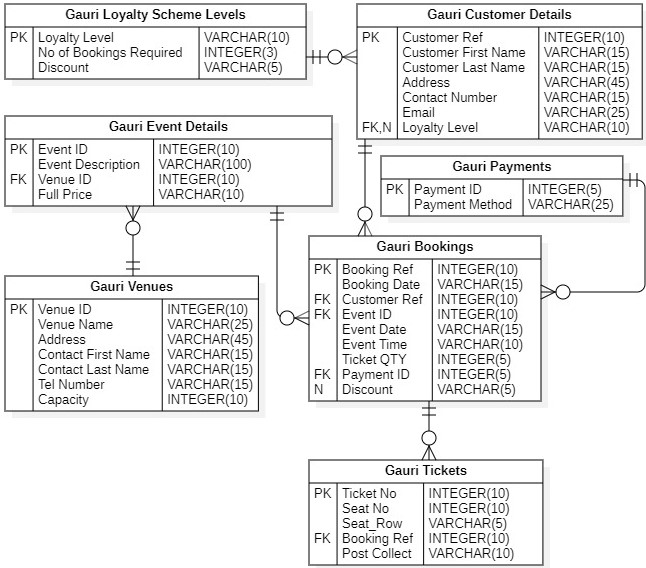 Gauri Loyalty Scheme Levels
PK Loyalty Level VARCHAR(10)
No of Bookings Required INTEGER(3)
Discount VARCHAR(5)
Gauri Customer Details
PK Customer Ref INTEGER(10)
Customer First Name VARCHAR(15)
Customer Last Name VARCHAR(15)
Address VARCHAR(45)
Contact Number VARCHAR(15)
Email VARCHAR(25)
FK,N Loyalty Level VARCHAR(10)
Gauri Event Details
PK Event ID INTEGER(10)
Event Description VARCHAR(100)
FK Venue ID INTEGER(10)
Full Price VARCHAR(10)
Gauri Payments
PK Payment ID INTEGER(5)
Payment Method VARCHAR(25)
Gauri Bookings
PK Booking Ref INTEGER(10)
Booking Date VARCHAR(15)
FK Customer Ref INTEGER(10)
FK Event ID INTEGER(10)
Event Date VARCHAR(15)
Event Time VARCHAR(10)
Ticket QTY INTEGER(5)
FK Payment ID INTEGER(5)
N Discount VARCHAR(5)
Gauri Venues
PK Venue ID INTEGER(10)
Venue Name VARCHAR(25)
Address VARCHAR(45)
Contact First Name VARCHAR(15)
Contact Last Name VARCHAR(15)
Tel Number VARCHAR(15)
Capacity INTEGER(10)
Gauri Tickets
PK Ticket No INTEGER(10)
Seat No INTEGER(10)
Seat_Row VARCHAR(5)
FK Booking Ref INTEGER(10)
Post Collect VARCHAR(10)